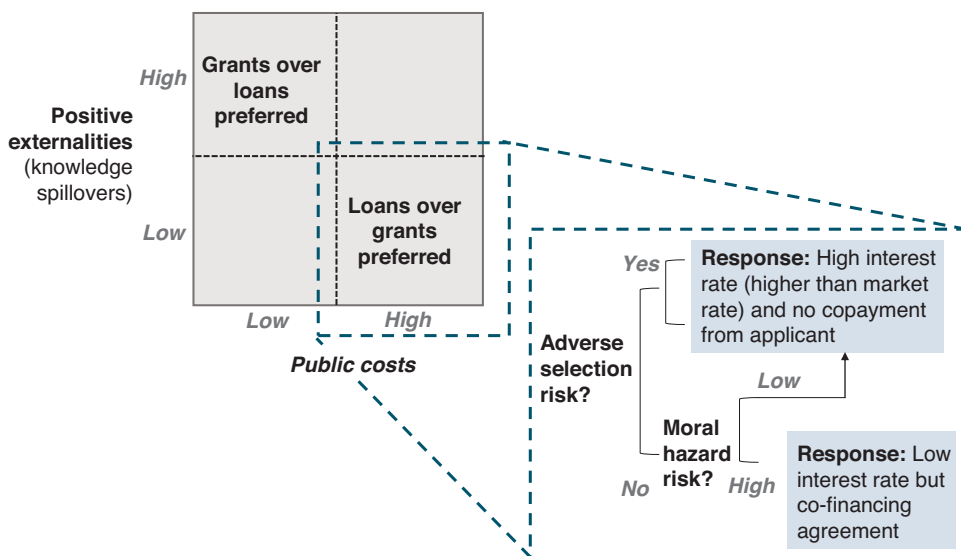 Grants over
loans
preferred
High
Positive
externalities
(knowledge
spillovers)
Loans over
grants
preferred
Low
Low
High
Public costs
Yes
Response: High interest
rate (higher than market
rate) and no copayment
from applicant
Adverse
selection
risk?
Low
Moral
hazard
risk?
No
High
Response: Low
interest rate but
co-financing
agreement